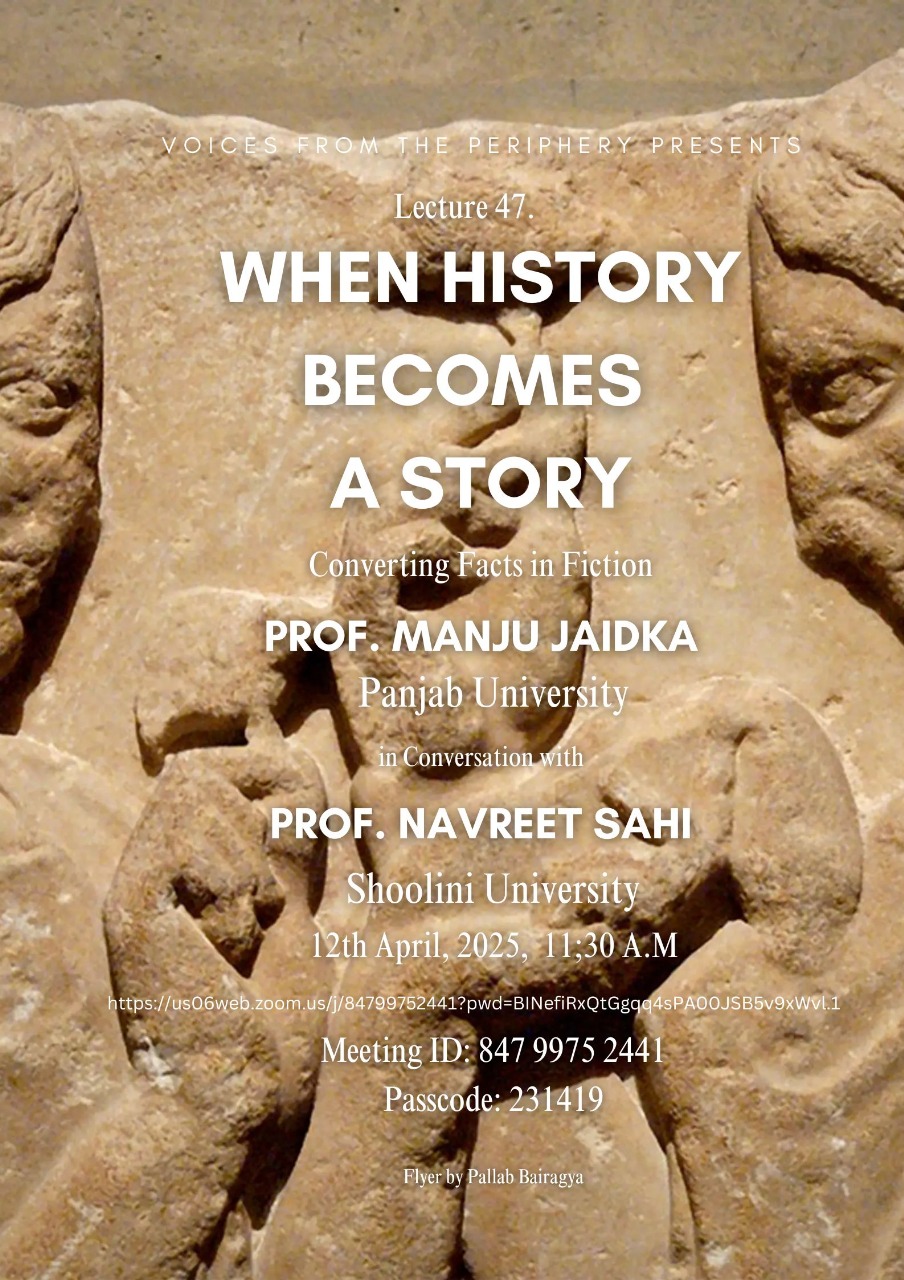 VOICES FROM THE PERIPHERY PRESENTS
Lecture 47.
WHEN HISTORY
BECOMES
A STORY
Converting Facts in Fiction
PROF. MANJU JAIDKA
Panjab University
in Conversation with
PROF. NAVREET SAHI
Shoolini University
12th April, 2025, 11;30 A.M
https://us06web.zoom.us/j/84799752441?pwd=BINefiRxQtGgqq4sPA00JSB5v9xWvl.1
Meeting ID: 847 9975 2441
Passcode: 231419
Flyer by Pallab Bairagya